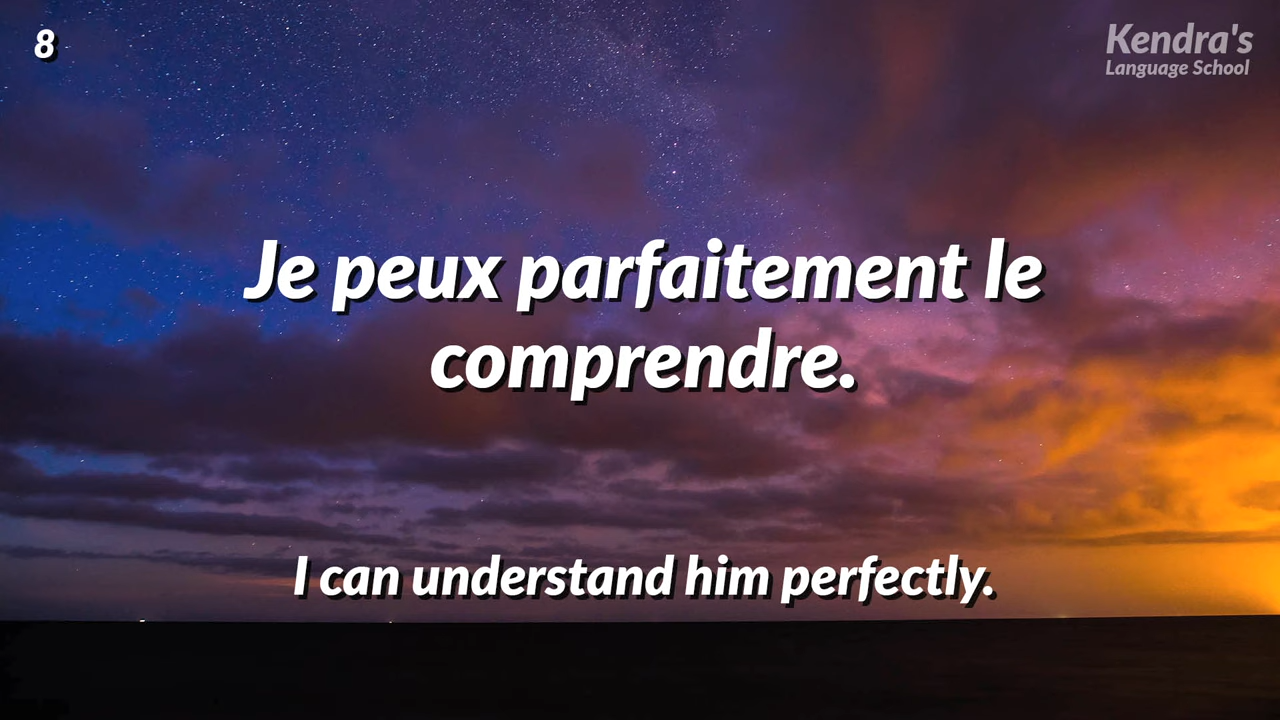 8
Kendra's
Language School
Je peux parfaitement le
comprendre.
I can understand him perfectly.